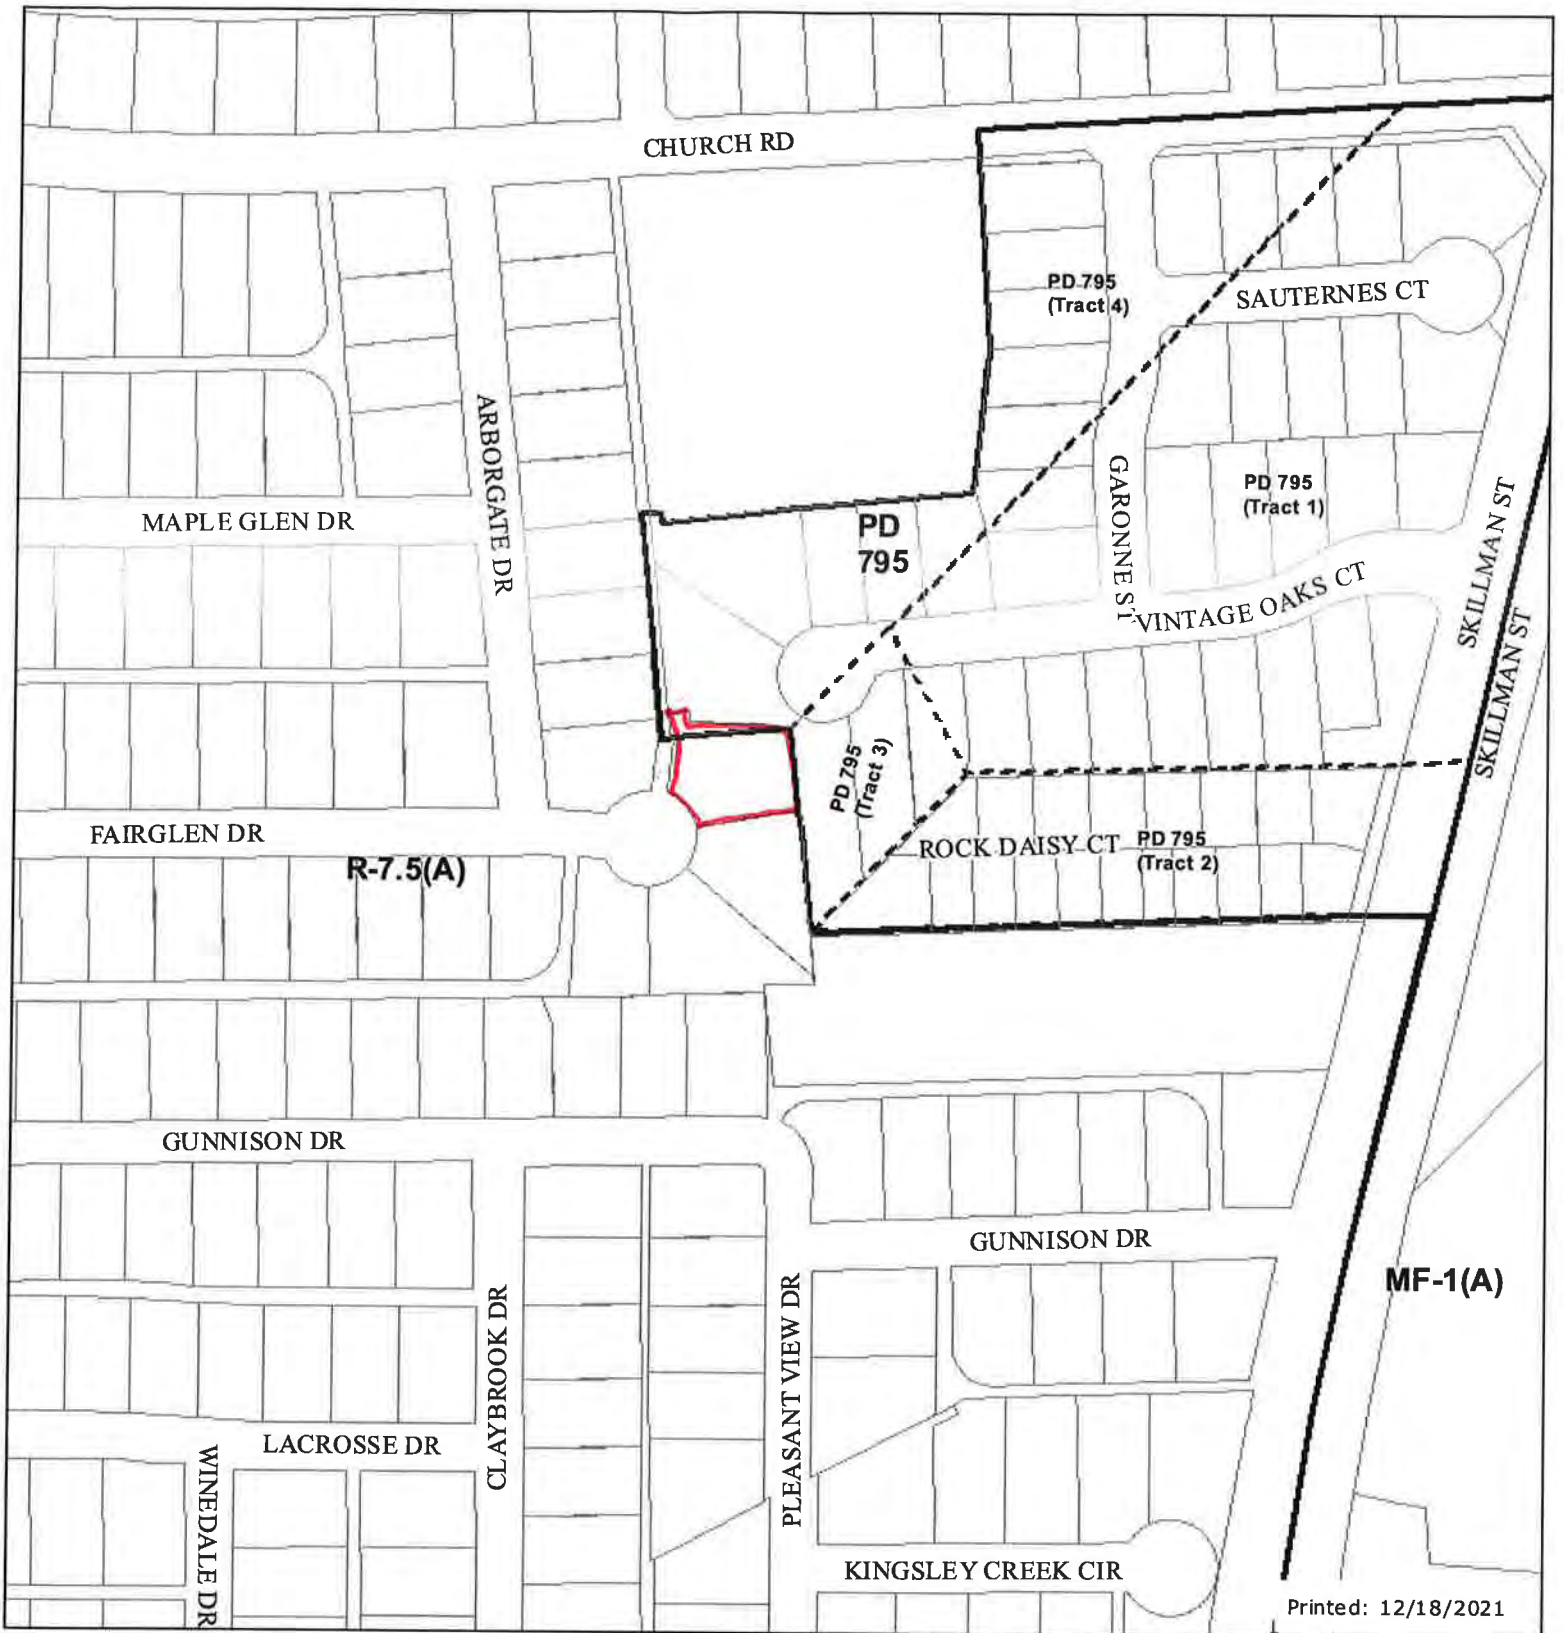 CHURCH RD
PD 795
(Tract 4)
SAUTERNES CT
ARBORGATE DR
GARONNE ST
PD 795
(Tract 1)
MAPLE GLEN DR
PD
795
SKILLMAN ST
VINTAGE OAKS CT
SKILLMAN ST
PD 795
(Tract 3)
FAIRGLEN DR
R-7.5(A)
ROCK DAISY CT
PD 795
(Tract 2)
GUNNISON DR
GUNNISON DR
MF-1(A)
CLAYBROOK DR
PLEASANT VIEW DR
LACROSSE DR
WINEDALE DR
KINGSLEY CREEK CIR
Printed: 12/18/2021